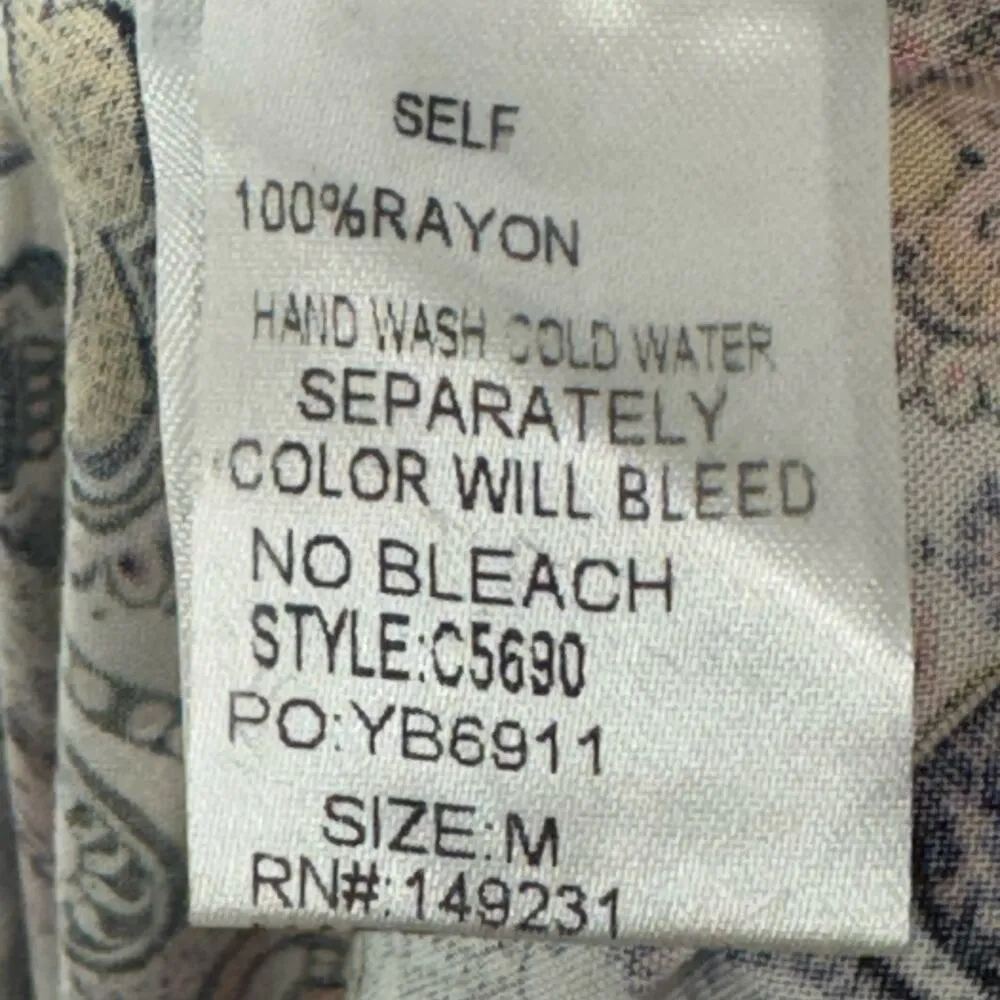 SELF
100%RAYON
HAND WASH COLD WATER
SEPARATELY
COLOR WILL BLEED
NO BLEACH
STYLE:C5690
PO:YB6911
SIZE:M
RN#:149231